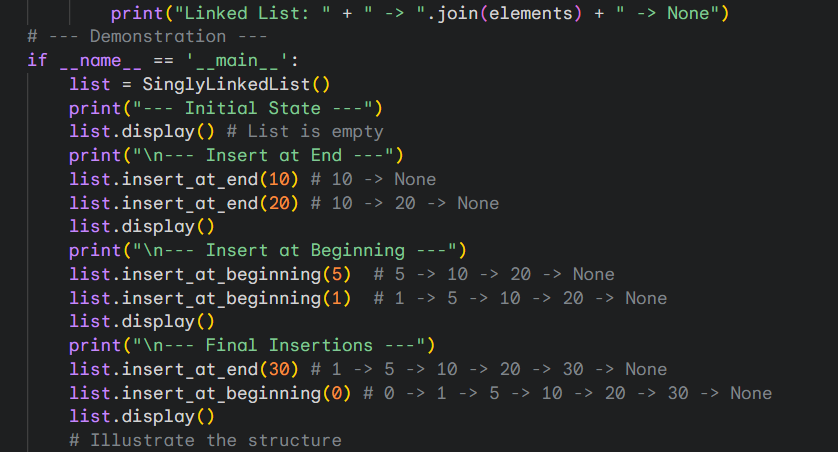 print("Linked List: " + " -> ".join(elements) + " -> None")
# --- Demonstration ---
if __name__ == '__main__':
list = SinglyLinkedList()
print("--- Initial State ---")
list.display() # List is empty
print("\n--- Insert at End ---")
list.insert_at_end(10) # 10 -> None
list.insert_at_end(20) # 10 -> 20 -> None
list.display()
print("\n--- Insert at Beginning ---")
list.insert_at_beginning(5)  # 5 -> 10 -> 20 -> None
list.insert_at_beginning(1)  # 1 -> 5 -> 10 -> 20 -> None
list.display()
print("\n--- Final Insertions ---")
list.insert_at_end(30) # 1 -> 5 -> 10 -> 20 -> 30 -> None
list.insert_at_beginning(0) # 0 -> 1 -> 5 -> 10 -> 20 -> 30 -> None
list.display()
# Illustrate the structure